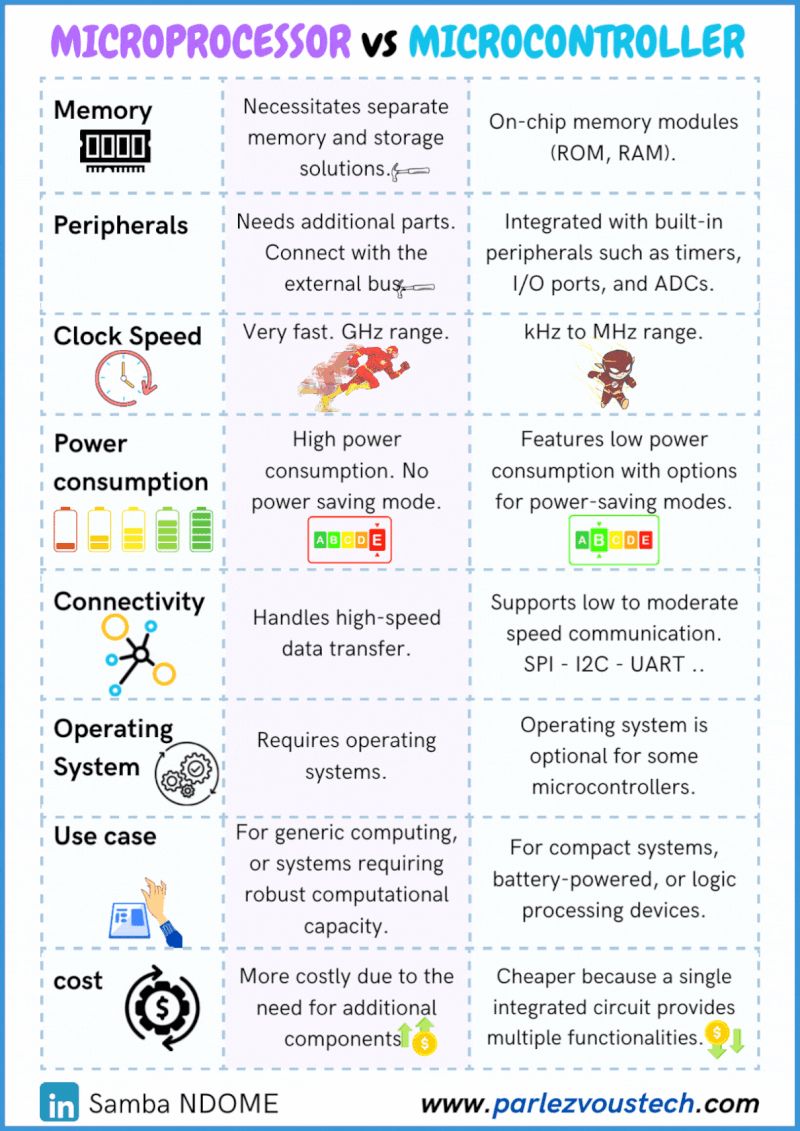 MICROPROCESSOR vs MICROCONTROLLER
Memory
Necessitates separate
memory and storage
solutions.
On-chip memory modules
(ROM, RAM).
Peripherals
Needs additional parts.
Connect with the
external bus
Integrated with built-in
peripherals such as timers,
I/O ports, and ADCs.
Clock Speed
Very fast. GHz range.
kHz to MHz range.
Power
consumption
High power
consumption. No
power saving mode.
A B C D E
Features low power
consumption with options
for power-saving modes.
A B C D E
Connectivity
Handles high-speed
data transfer.
Supports low to moderate
speed communication.
SPI - I2C - UART ..
Operating
System
Requires operating
systems.
Operating system is
optional for some
microcontrollers.
Use case
For generic computing,
or systems requiring
robust computational
capacity.
For compact systems,
battery-powered, or logic
processing devices.
cost
$
More costly due to the
need for additional
components
$
Cheaper because a single
integrated circuit provides
multiple functionalities.
$
in Samba NDOME
www.parlezvoustech.com